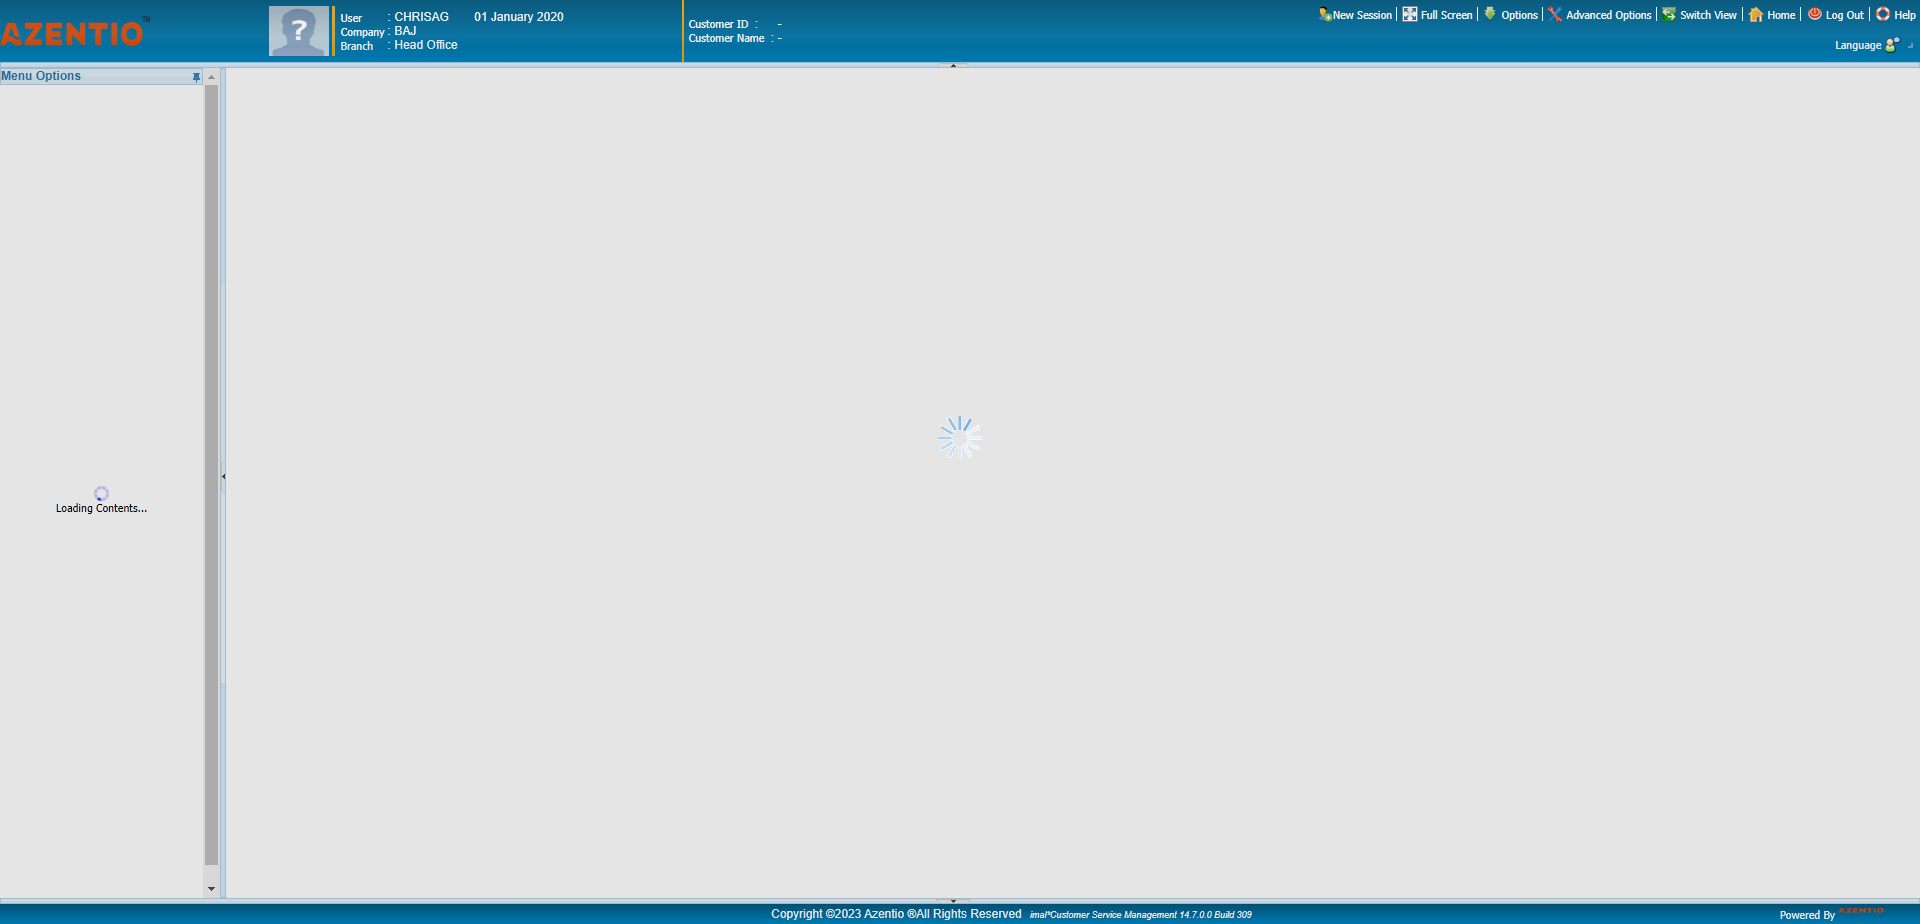 AZENTIO™
User : CHRISAG 01 January 2020
Company : BAJ
Branch : Head Office
Customer ID : -
Customer Name : -
New Session Full Screen Options Advanced Options Switch View Home Log Out Help
Language
Menu Options
Loading Contents...
Copyright ©2023 Azentio ®All Rights Reserved imal*Customer Service Management 14.7.0.0 Build 309
Powered By AZENTIO